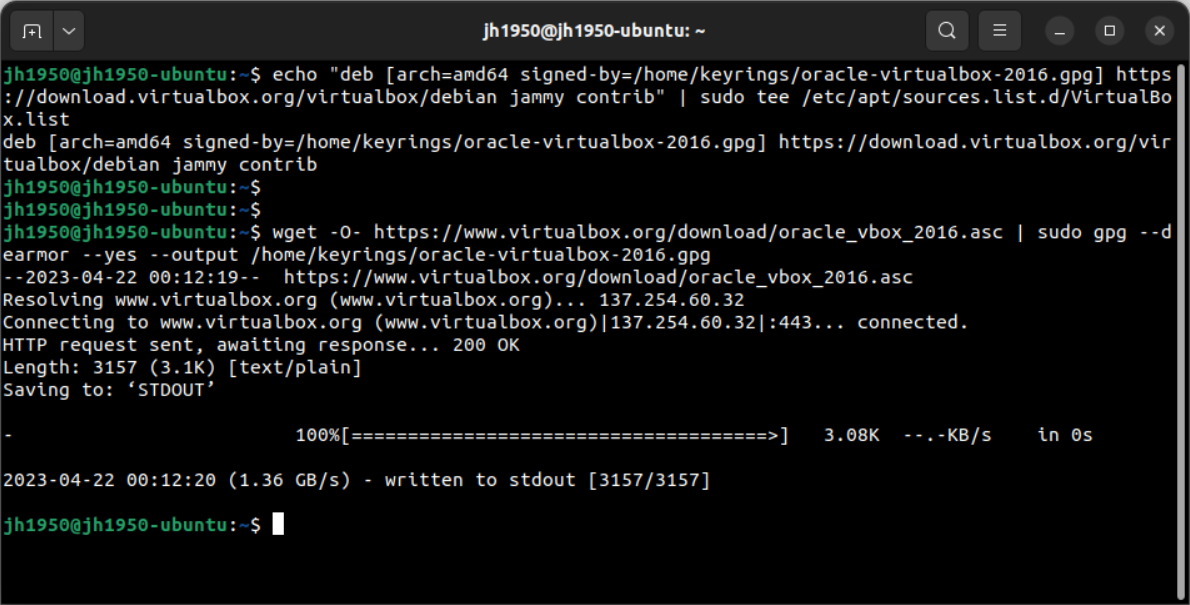 jh1950@jh1950-ubuntu: ~
jh1950@jh1950-ubuntu:~$ echo "deb [arch=amd64 signed-by=/home/keyrings/oracle-virtualbox-2016.gpg] https
://download.virtualbox.org/virtualbox/debian jammy contrib" | sudo tee /etc/apt/sources.list.d/VirtualBo
x.list
deb [arch=amd64 signed-by=/home/keyrings/oracle-virtualbox-2016.gpg] https://download.virtualbox.org/vir
tualbox/debian jammy contrib
jh1950@jh1950-ubuntu:~$
jh1950@jh1950-ubuntu:~$
jh1950@jh1950-ubuntu:~$ wget -O- https://www.virtualbox.org/download/oracle_vbox_2016.asc | sudo gpg --d
earmor --yes --output /home/keyrings/oracle-virtualbox-2016.gpg
--2023-04-22 00:12:19--  https://www.virtualbox.org/download/oracle_vbox_2016.asc
Resolving www.virtualbox.org (www.virtualbox.org)... 137.254.60.32
Connecting to www.virtualbox.org (www.virtualbox.org)|137.254.60.32|:443... connected.
HTTP request sent, awaiting response... 200 OK
Length: 3157 (3.1K) [text/plain]
Saving to: ‘STDOUT’
-                         100%[=====================================>]   3.08K  --.-KB/s    in 0s
2023-04-22 00:12:20 (1.36 GB/s) - written to stdout [3157/3157]
jh1950@jh1950-ubuntu:~$